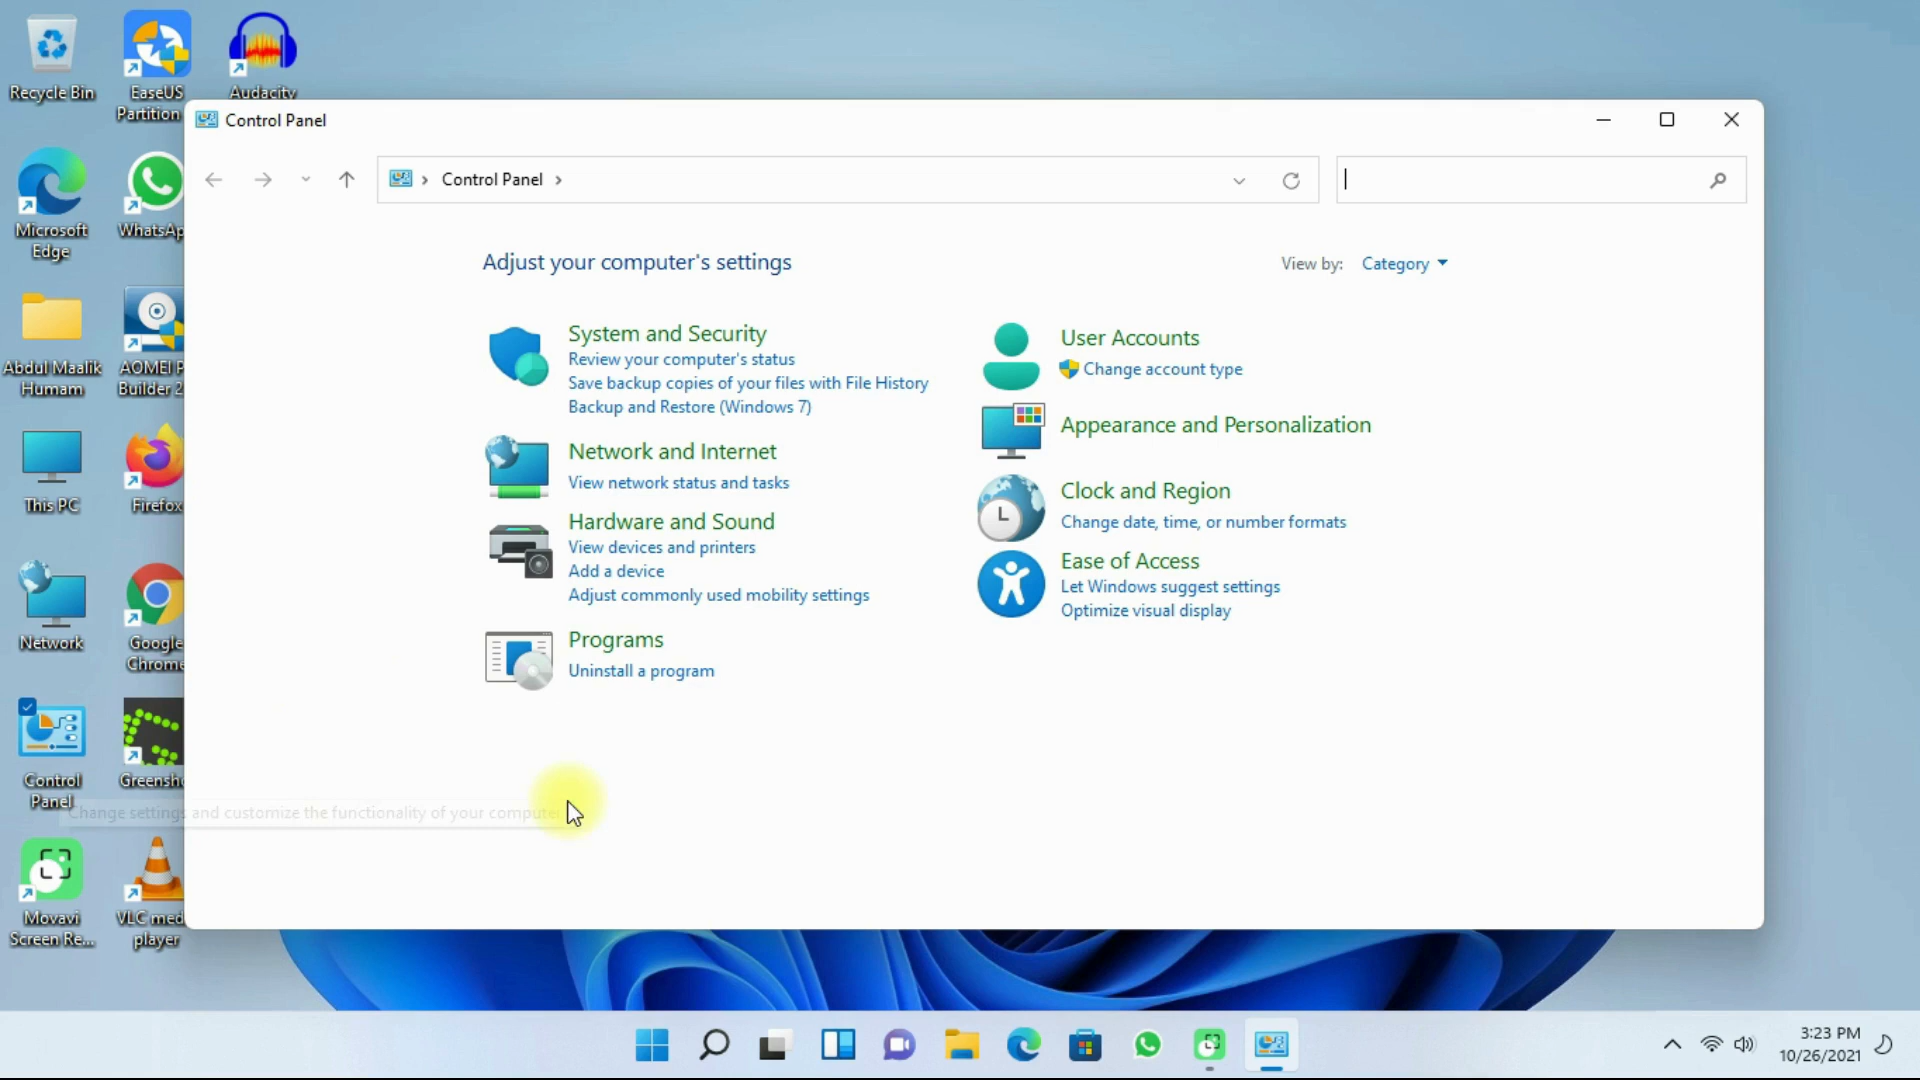 Recycle Bin
EaseUS
Partition
Audacity
Microsoft
Edge
WhatsAp
Abdul Maalik
Humam
AOMEI P
Builder 2
This PC
Firefox
Network
Google
Chrome
Control
Panel
Greensho
Movavi
Screen Re...
VLC med
player
Control Panel
Control Panel
Adjust your computer's settings
View by: Category
System and Security
Review your computer's status
Save backup copies of your files with File History
Backup and Restore (Windows 7)
Network and Internet
View network status and tasks
Hardware and Sound
View devices and printers
Add a device
Adjust commonly used mobility settings
Programs
Uninstall a program
User Accounts
Change account type
Appearance and Personalization
Clock and Region
Change date, time, or number formats
Ease of Access
Let Windows suggest settings
Optimize visual display
Change settings and customize the functionality of your compute
3:23 PM
10/26/2021